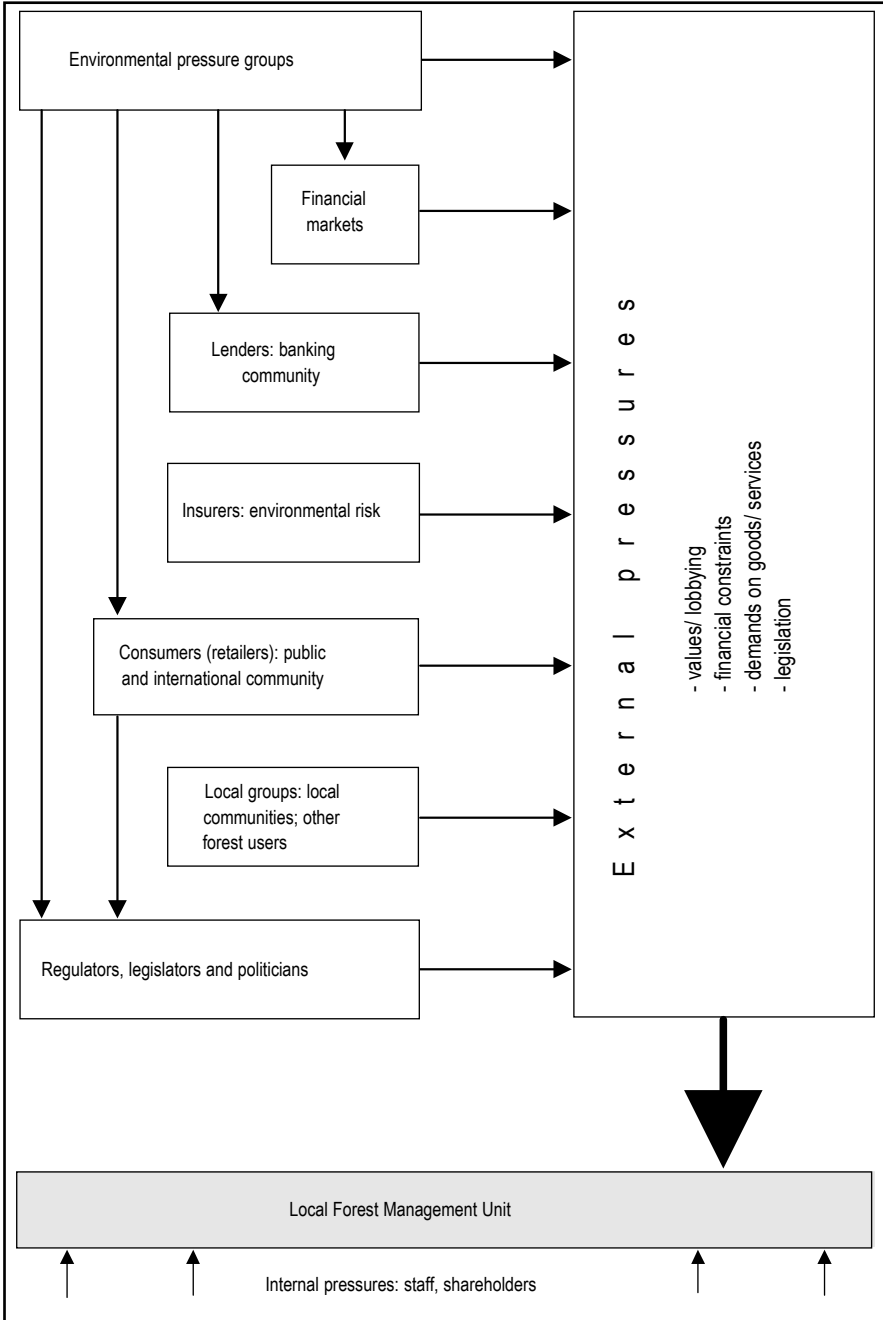 Environmental pressure groups
Financial
markets
Lenders: banking
community
Insurers: environmental risk
Consumers (retailers): public
and international community
Local groups: local
communities; other
forest users
Regulators, legislators and politicians
External pressures
- values/ lobbying
- financial constraints
- demands on goods/ services
- legislation
Local Forest Management Unit
Internal pressures: staff, shareholders